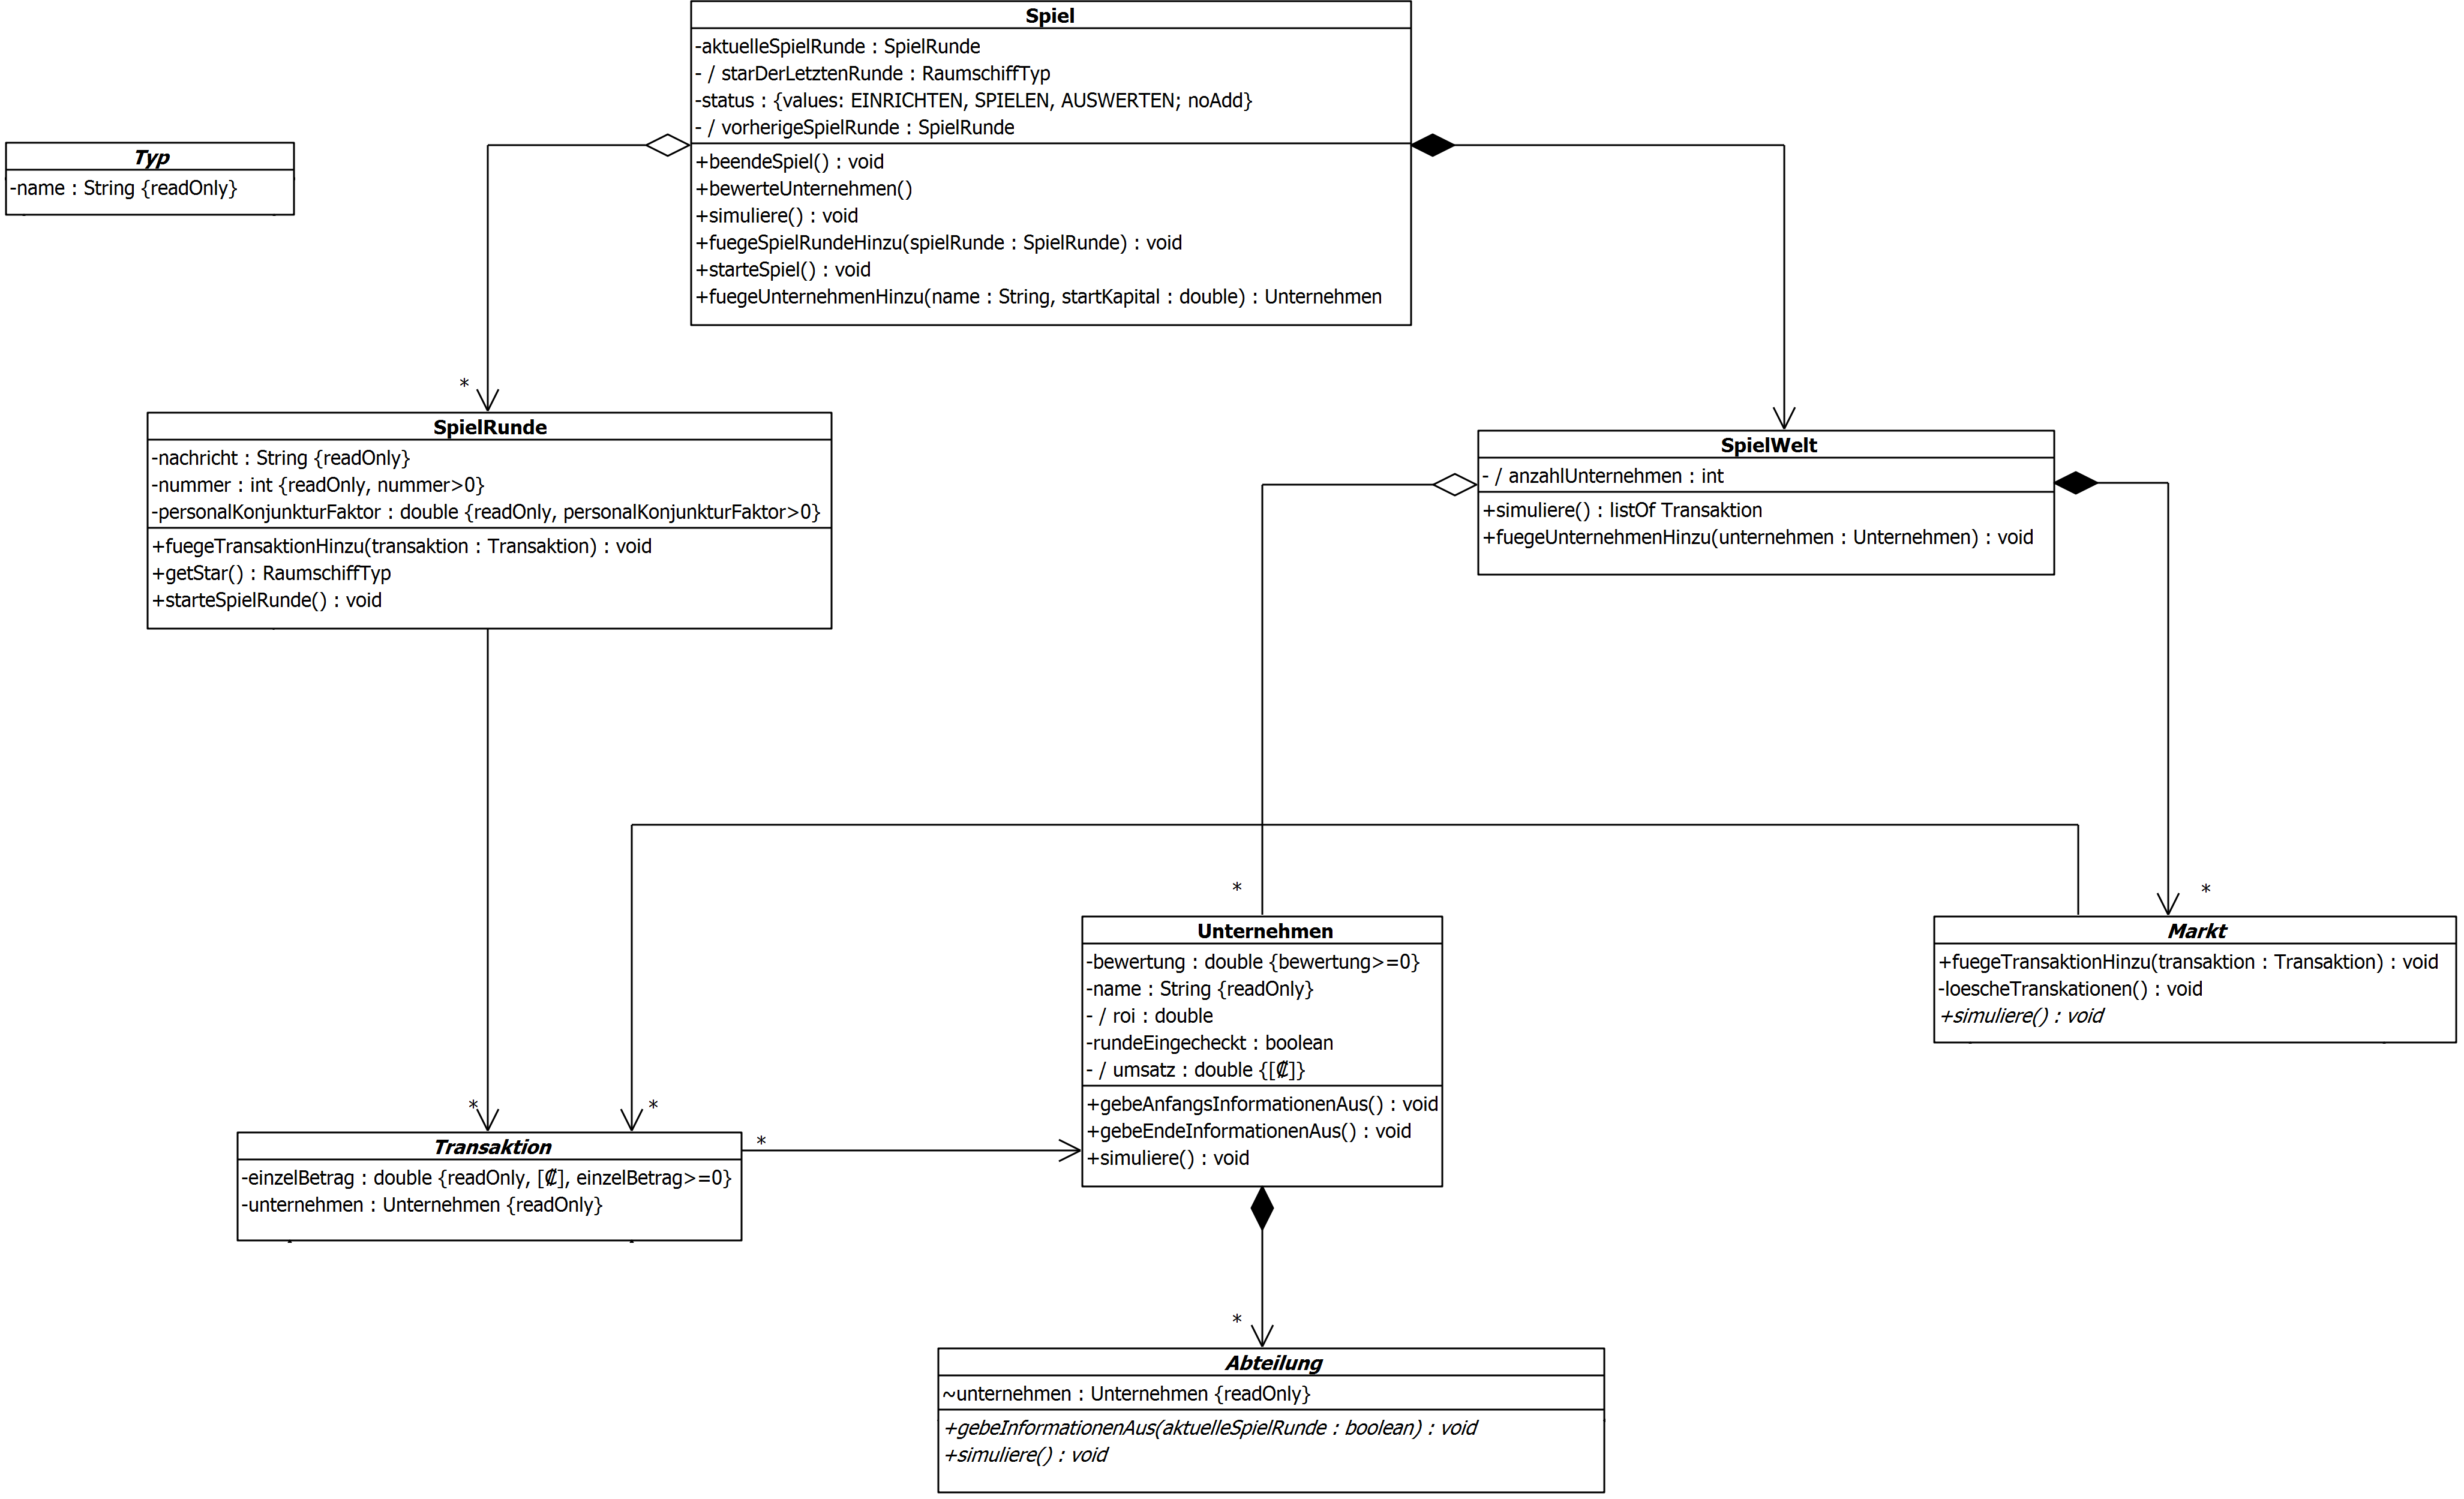 Spiel
-aktuelleSpielRunde : SpielRunde
- / starDerLetztenRunde : RaumschiffTyp
-status : {values: EINRICHTEN, SPIELEN, AUSWERTEN; noAdd}
- / vorherigeSpielRunde : SpielRunde
+beendeSpiel() : void
+bewerteUnternehmen()
+simuliere() : void
+fuegeSpielRundeHinzu(spielRunde : SpielRunde) : void
+starteSpiel() : void
+fuegeUnternehmenHinzu(name : String, startKapital : double) : Unternehmen
Typ
-name : String {readOnly}
*
SpielRunde
-nachricht : String {readOnly}
-nummer : int {readOnly, nummer>0}
-personalKonjunkturFaktor : double {readOnly, personalKonjunkturFaktor>0}
+fuegeTransaktionHinzu(transaktion : Transaktion) : void
+getStar() : RaumschiffTyp
+starteSpielRunde() : void
SpielWelt
- / anzahlUnternehmen : int
+simuliere() : listOf Transaktion
+fuegeUnternehmenHinzu(unternehmen : Unternehmen) : void
*
*
Unternehmen
-bewertung : double {bewertung>=0}
-name : String {readOnly}
- / roi : double
-rundeEingecheckt : boolean
- / umsatz : double {[₡]}
+gebeAnfangsInformationenAus() : void
+gebeEndeInformationenAus() : void
+simuliere() : void
Markt
+fuegeTransaktionHinzu(transaktion : Transaktion) : void
-loescheTranskationen() : void
+simuliere() : void
*
*
Transaktion
-einzelBetrag : double {readOnly, [₡], einzelBetrag>=0}
-unternehmen : Unternehmen {readOnly}
*
*
Abteilung
~unternehmen : Unternehmen {readOnly}
+gebeInformationenAus(aktuelleSpielRunde : boolean) : void
+simuliere() : void